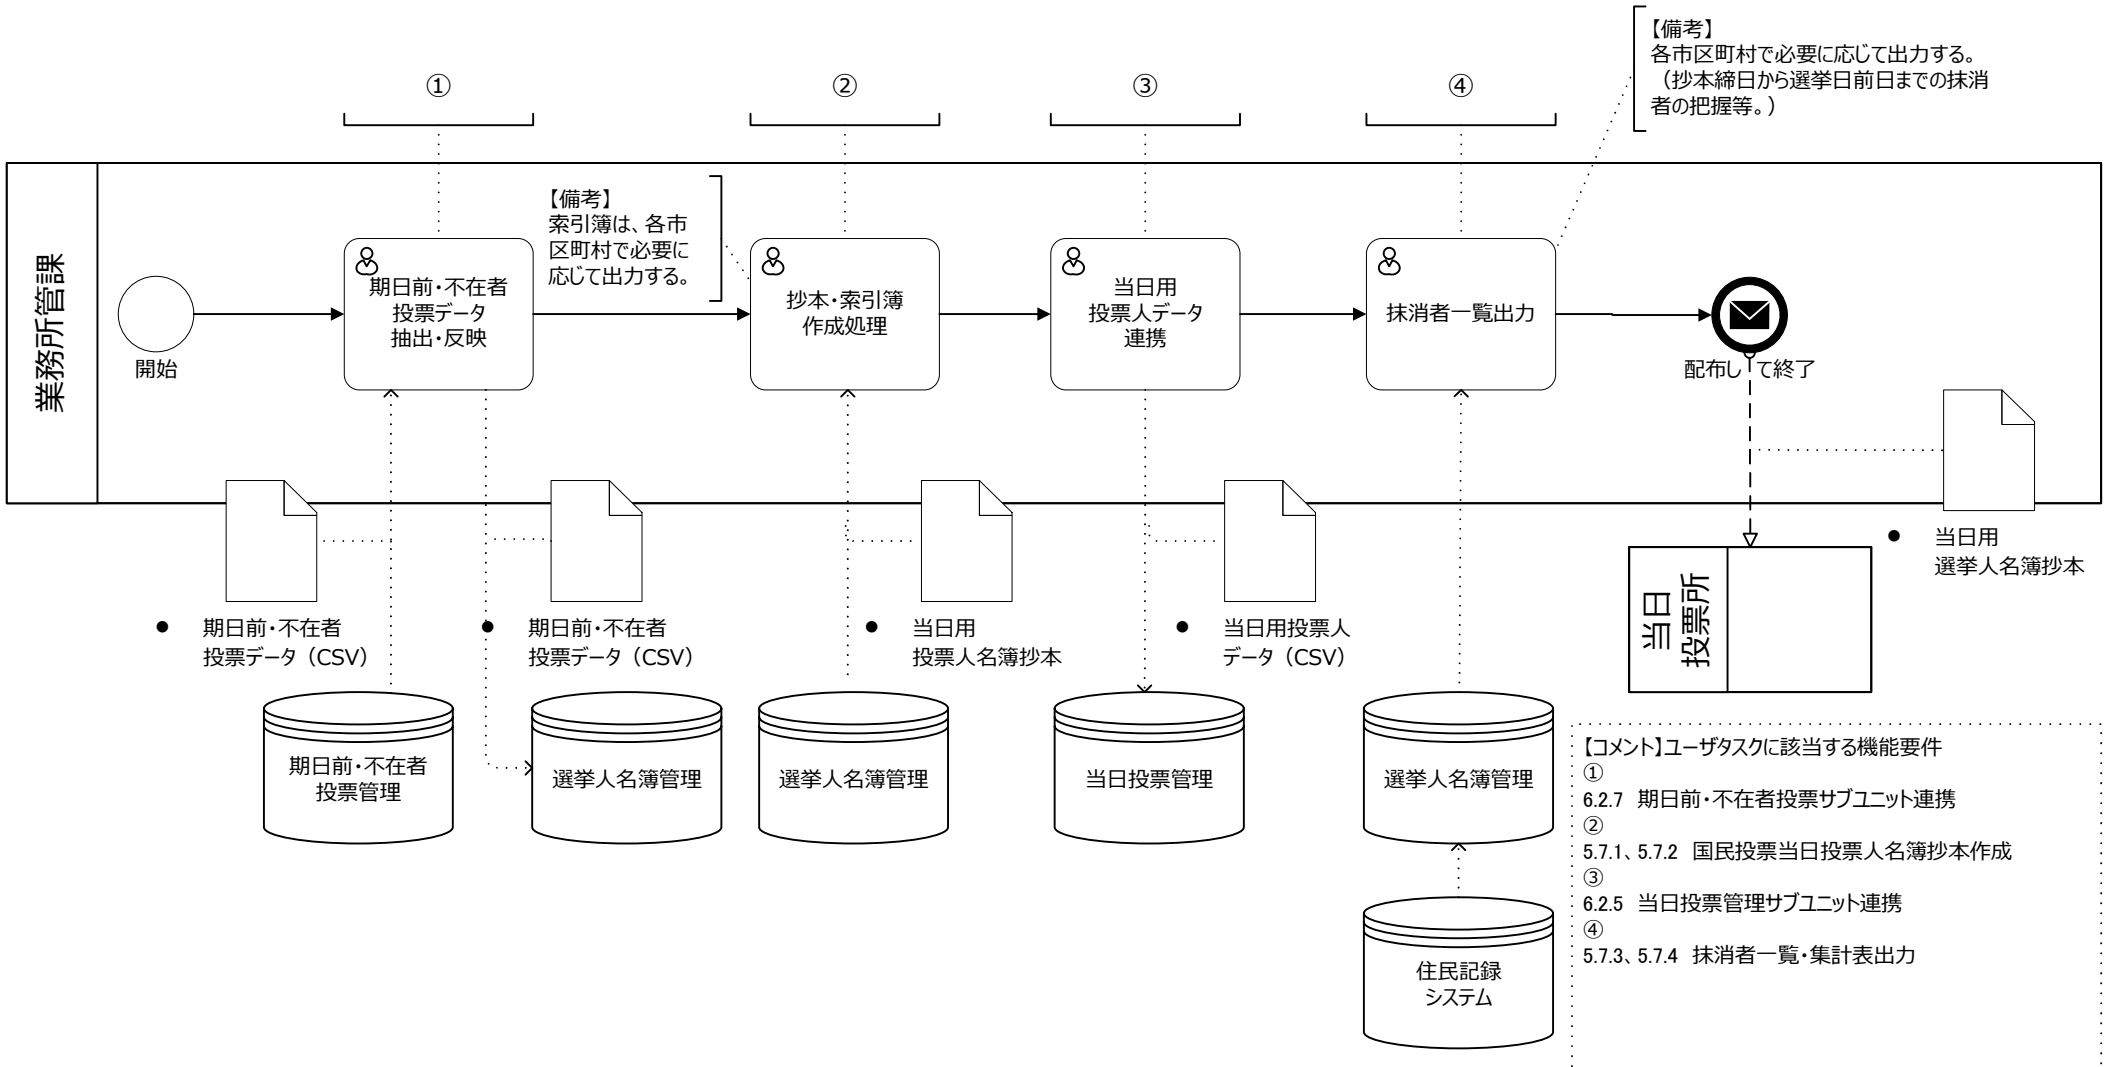 ①
②
③
④
【備考】
各市区町村で必要に応じて出力する。
（抄本締日から選挙日前日までの抹消
者の把握等。）
業務所管課
開始
期日前・不在者
投票データ
抽出・反映
【備考】
索引簿は、各市
区町村で必要に
応じて出力する。
抄本・索引簿
作成処理
当日用
投票人データ
連携
抹消者一覧出力
配布して終了
● 期日前・不在者
投票データ（CSV）
● 期日前・不在者
投票データ（CSV）
● 当日用
投票人名簿抄本
● 当日用投票人
データ（CSV）
● 当日用
選挙人名簿抄本
当日
投票所
期日前・不在者
投票管理
選挙人名簿管理
選挙人名簿管理
当日投票管理
選挙人名簿管理
住民記録
システム
【コメント】ユーザタスクに該当する機能要件
①
6.2.7 期日前・不在者投票サブユニット連携
②
5.7.1、5.7.2 国民投票当日投票人名簿抄本作成
③
6.2.5 当日投票管理サブユニット連携
④
5.7.3、5.7.4 抹消者一覧・集計表出力